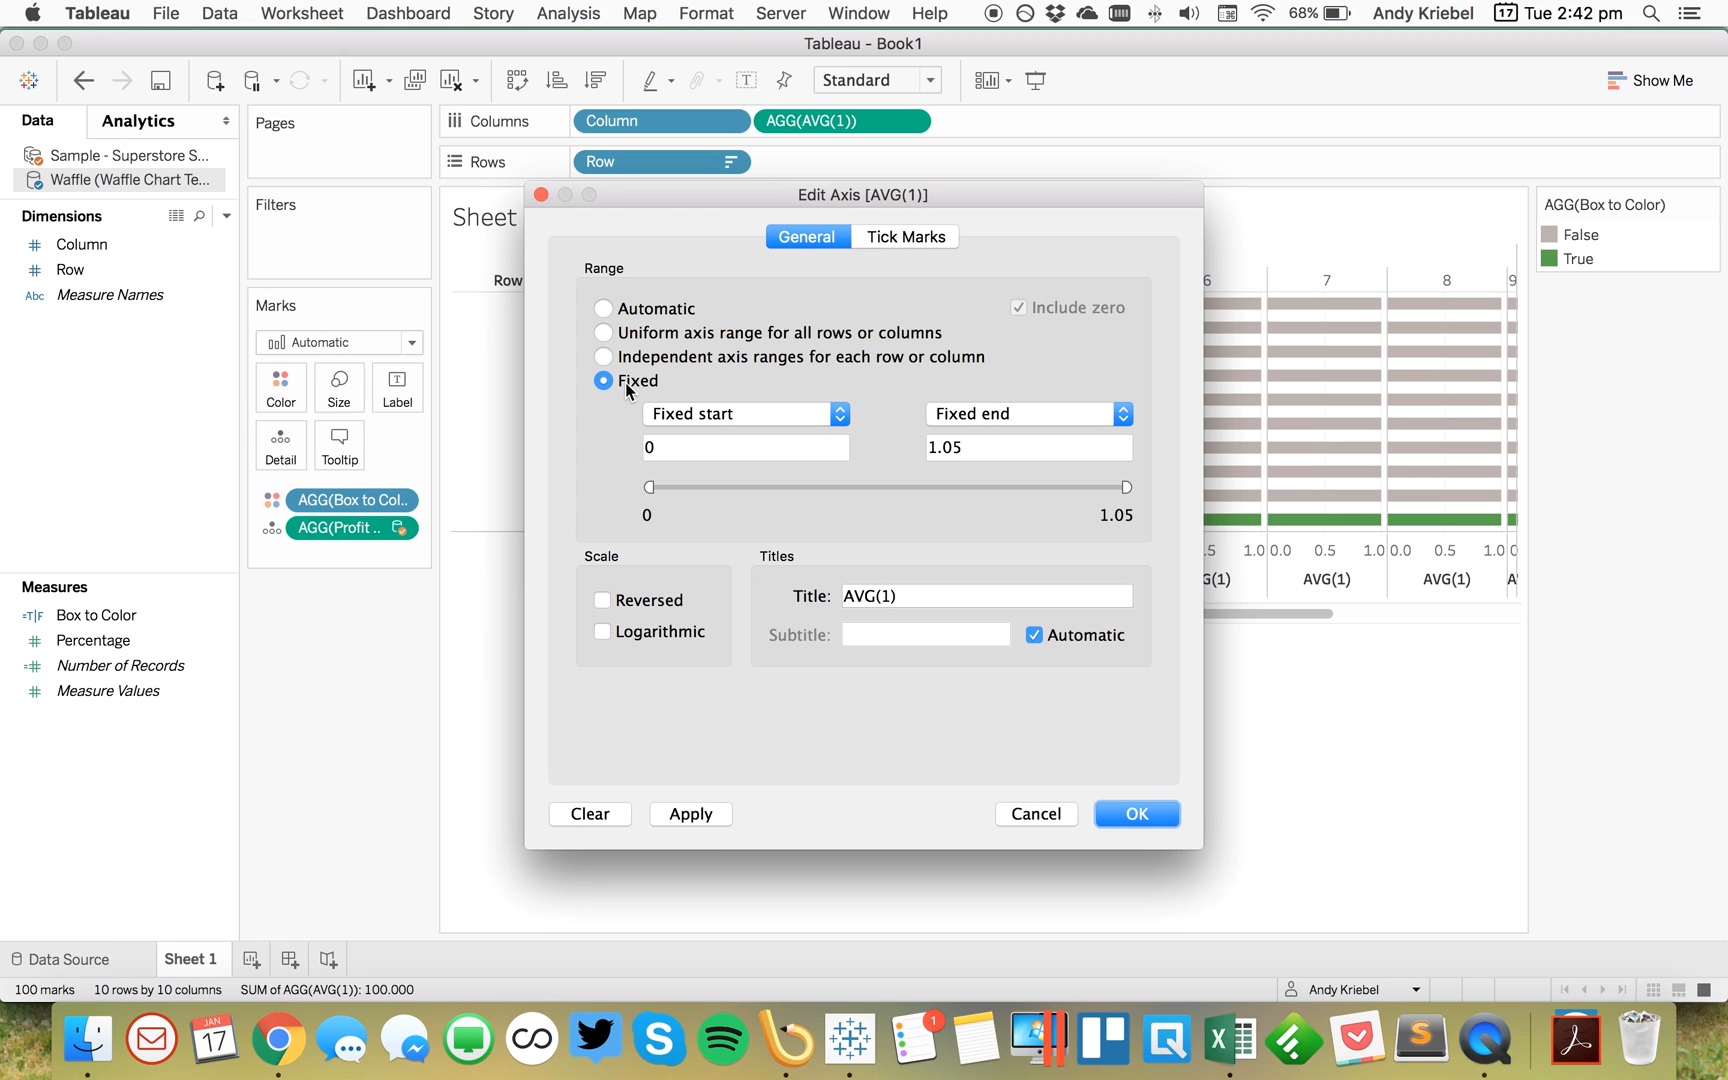 Tableau File Data Worksheet Dashboard Story Analysis Map Format Server Window Help 68% Andy Kriebel 17 Tue 2:42 pm
Tableau - Book1
Standard Show Me
Data Analytics
Pages
Columns Column AGG(AVG(1))
Sample - Superstore S...
Waffle (Waffle Chart Te...
Rows Row
Filters
Dimensions
Column
Row
Abc Measure Names
Marks
Automatic
Color Size Label
Detail Tooltip
AGG(Box to Col..
AGG(Profit ..
Measures
=T|F Box to Color
Percentage
Number of Records
Measure Values
Sheet
Row
Edit Axis [AVG(1)]
General Tick Marks
Range
Automatic Include zero
Uniform axis range for all rows or columns
Independent axis ranges for each row or column
Fixed
Fixed start Fixed end
0 1.05
0 1.05
Scale Titles
Reversed Title: AVG(1)
Logarithmic Subtitle: Automatic
Clear Apply Cancel OK
6 7 8 9
.5 1.0 0.0 0.5 1.0 0.0 0.5 1.0 0
G(1) AVG(1) AVG(1) A
AGG(Box to Color)
False
True
Data Source Sheet 1
100 marks 10 rows by 10 columns SUM of AGG(AVG(1)): 100.000 Andy Kriebel
JAN 17 1